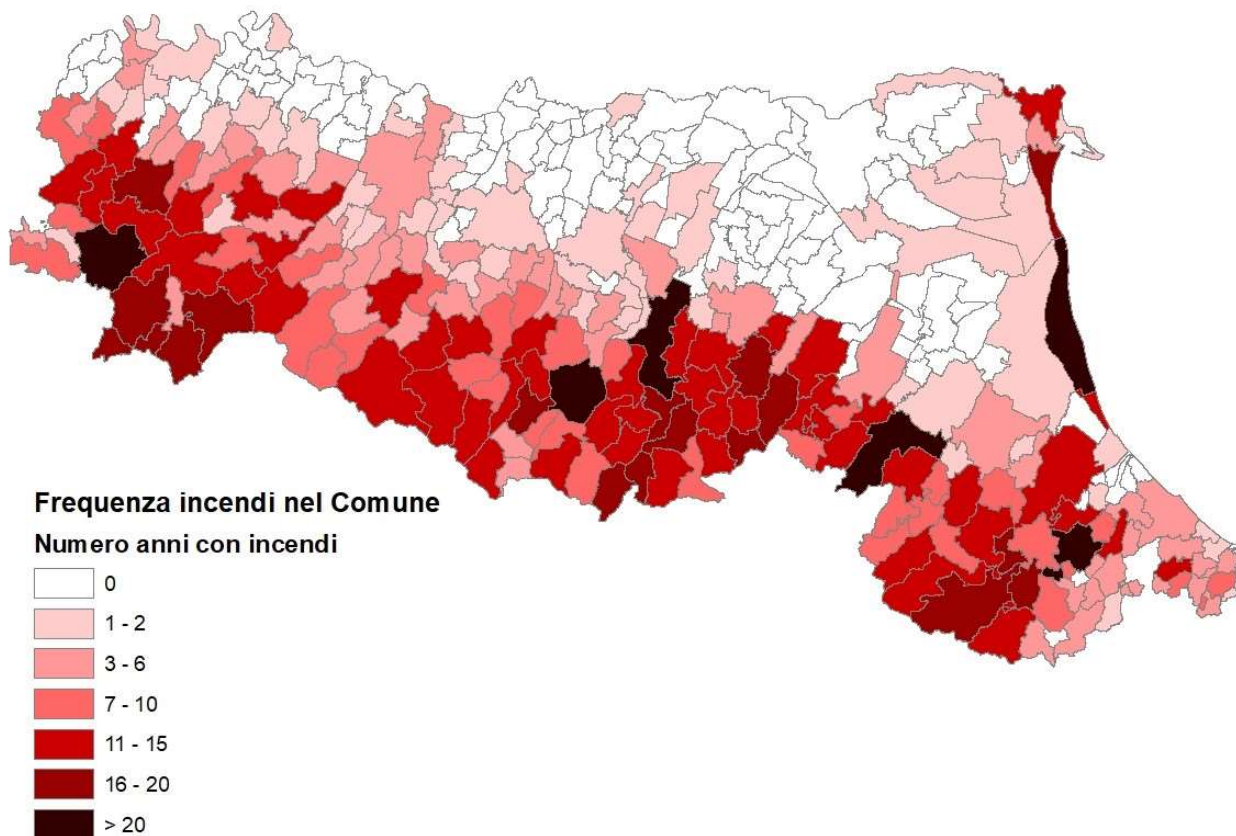 Frequenza incendi nel Comune
Numero anni con incendi
0
1 - 2
3 - 6
7 - 10
11 - 15
16 - 20
> 20